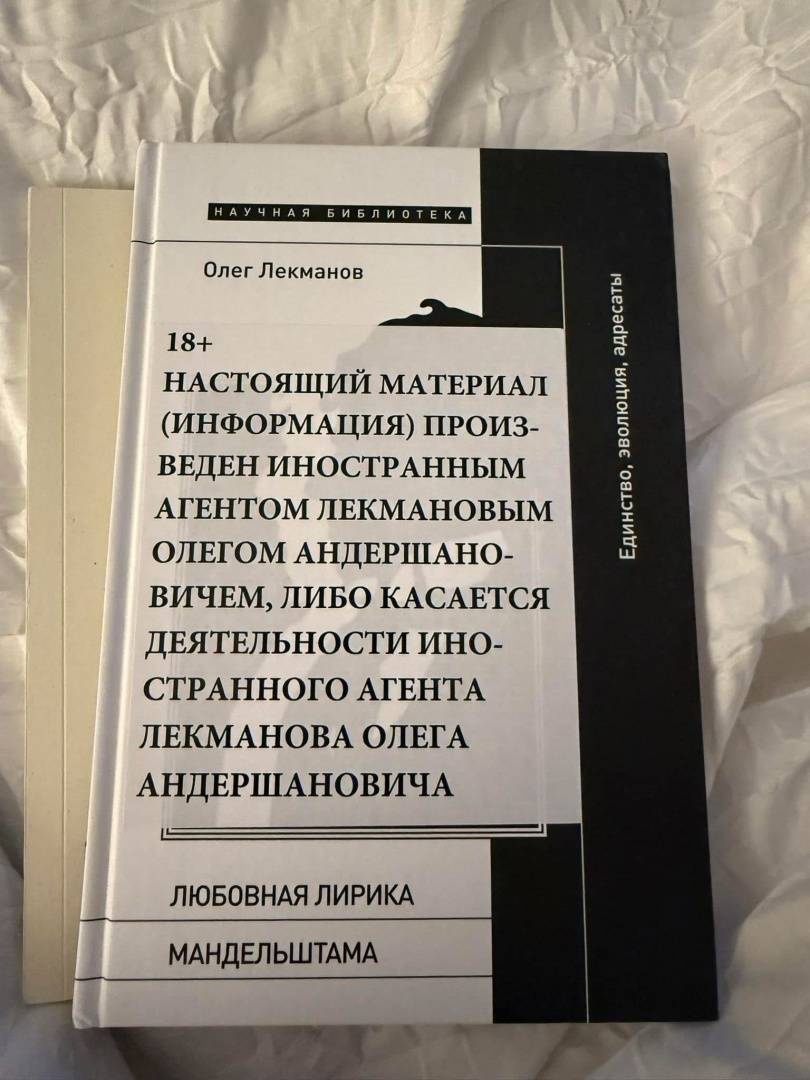 НАУЧНАЯ БИБЛИОТЕКА
Олег Лекманов
18+
НАСТОЯЩИЙ МАТЕРИАЛ
(ИНФОРМАЦИЯ) ПРОИЗ-
ВЕДЕН ИНОСТРАННЫМ
АГЕНТОМ ЛЕКМАНОВЫМ
ОЛЕГОМ АНДЕРШАНО-
ВИЧЕМ, ЛИБО КАСАЕТСЯ
ДЕЯТЕЛЬНОСТИ ИНО-
СТРАННОГО АГЕНТА
ЛЕКМАНОВА ОЛЕГА
АНДЕРШАНОВИЧА
ЛЮБОВНАЯ ЛИРИКА
МАНДЕЛЬШТАМА
Единство, эволюция, адресаты